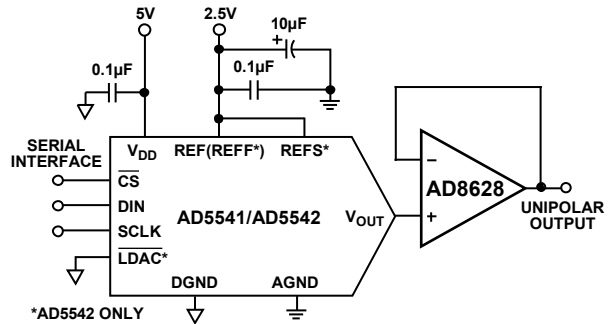 5V
2.5V
10µF
+
0.1µF
0.1µF
SERIAL
INTERFACE
VDD
REF(REFF*)
REFS*
CS
DIN
SCLK
LDAC*
AD5541/AD5542
VOUT
DGND
AGND
–
AD8628
+
UNIPOLAR
OUTPUT
*AD5542 ONLY